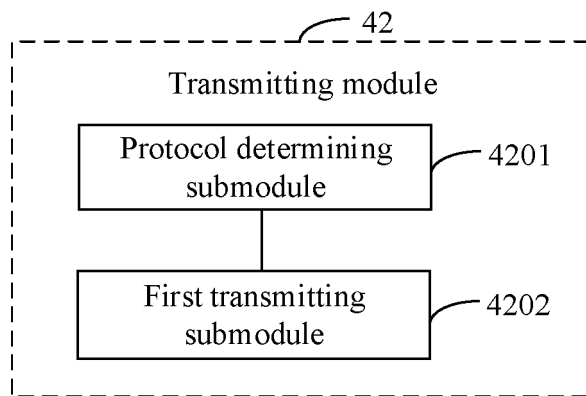 42
Transmitting module
Protocol determining
submodule
4201
First transmitting
submodule
4202